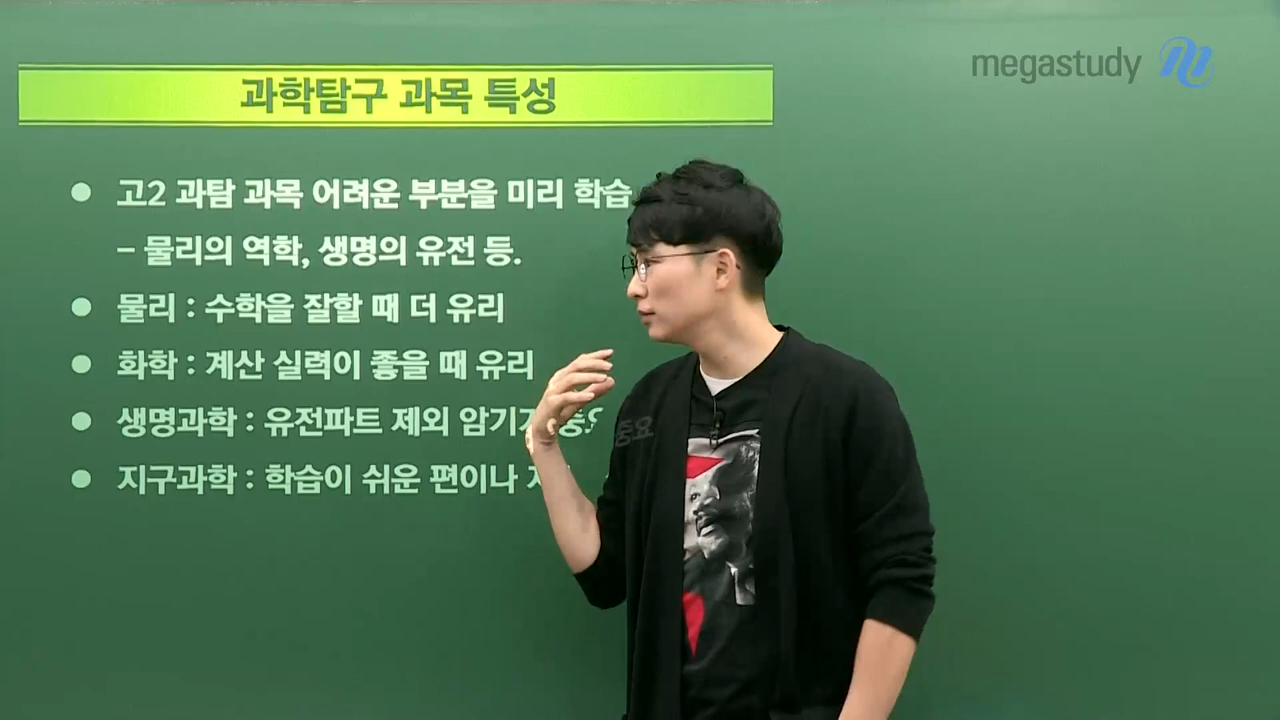 megastudy
과학탐구 과목 특성
● 고2 과탐 과목 어려운 부분을 미리 학습
– 물리의 역학, 생명의 유전 등.
● 물리 : 수학을 잘할 때 더 유리
● 화학 : 계산 실력이 좋을 때 유리
● 생명과학 : 유전파트 제외 암기가 중요
● 지구과학 : 학습이 쉬운 편이나